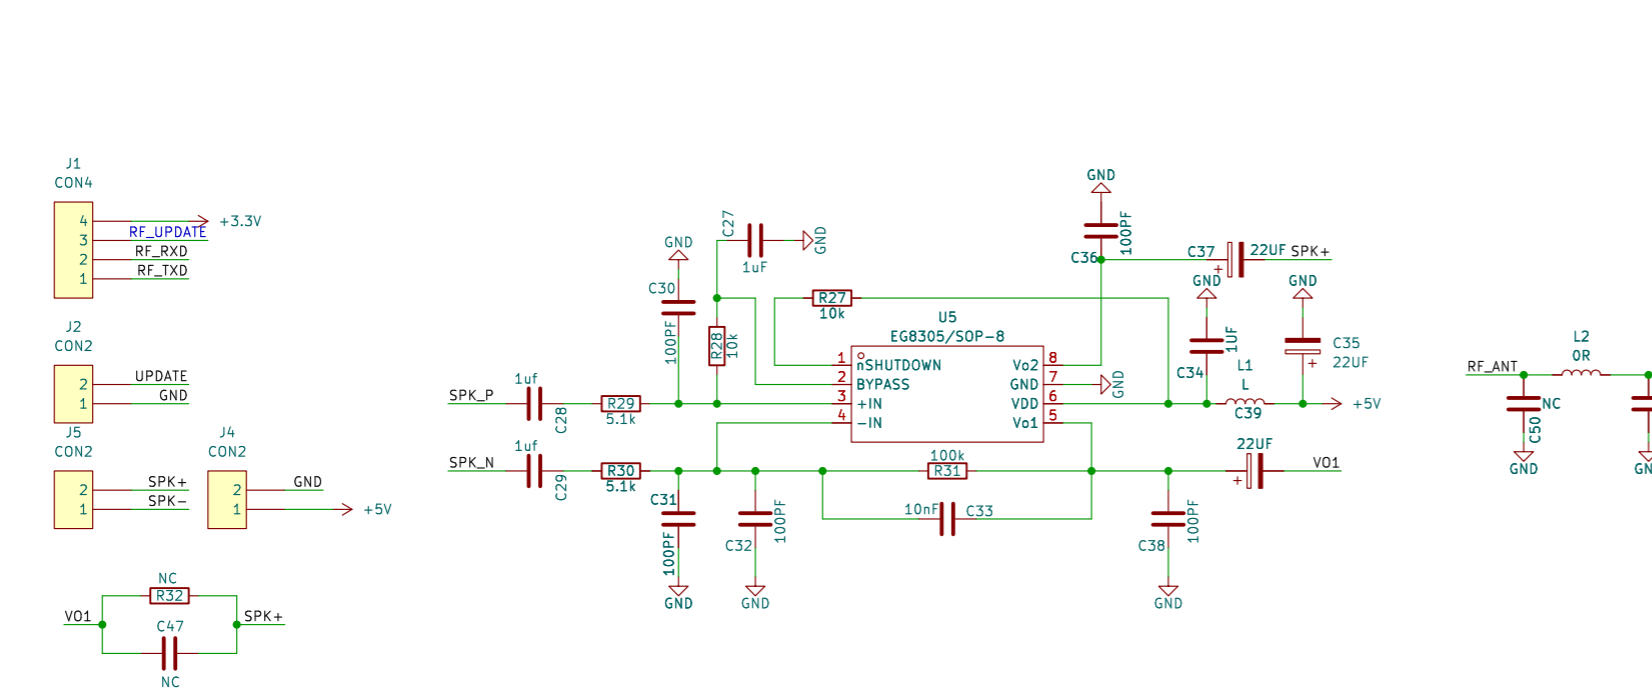 J1
CON4
4
+3.3V
3
RF_UPDATE
2
RF_RXD
1
RF_TXD
J2
CON2
2
UPDATE
1
GND
J5
CON2
2
SPK+
1
SPK-
J4
CON2
2
GND
1
+5V
NC
R32
VO1
SPK+
C47
NC
SPK_P
1uf
C28
R29
5.1k
SPK_N
1uf
C29
R30
5.1k
GND
C30
100PF
C27
1uF
GND
R28
10k
R27
10k
U5
EG8305/SOP-8
1
nSHUTDOWN
2
BYPASS
3
+IN
4
-IN
Vo2
8
GND
7
VDD
6
Vo1
5
GND
GND
100PF
C36
C37
22UF
SPK+
+
GND
1UF
C34
GND
C35
22UF
+
L1
L
C39
+5V
22UF
+
VO1
100k
R31
10nF
C33
C31
100PF
GND
C32
100PF
GND
C38
100PF
GND
RF_ANT
L2
0R
NC
C50
GND